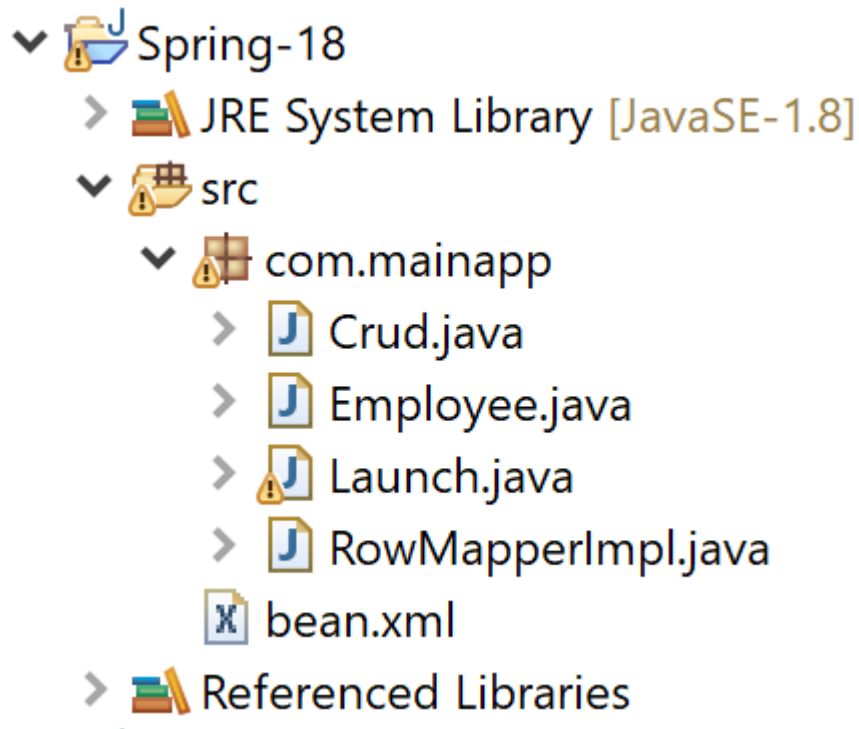 Spring-18
JRE System Library [JavaSE-1.8]
src
com.mainapp
Crud.java
Employee.java
Launch.java
RowMapperImpl.java
bean.xml
Referenced Libraries